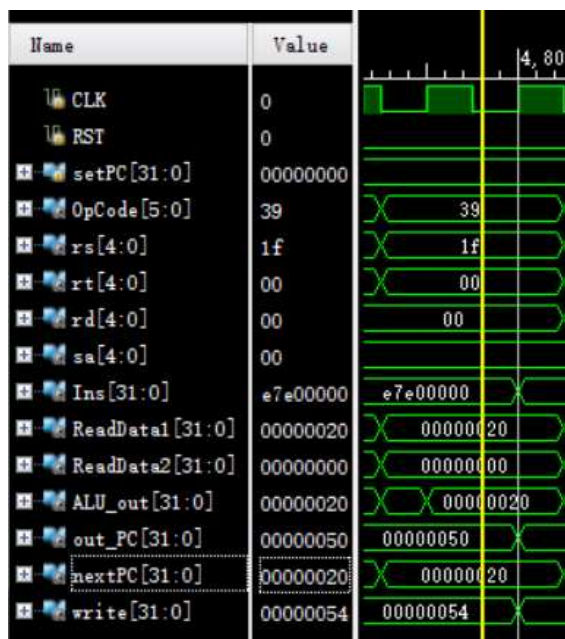 Name Value
4,80
CLK 0
RST 0
setPC[31:0] 00000000
OpCode[5:0] 39 39
rs[4:0] 1f 1f
rt[4:0] 00 00
rd[4:0] 00 00
sa[4:0] 00
Ins[31:0] e7e00000 e7e00000
ReadData1[31:0] 00000020 00000020
ReadData2[31:0] 00000000 00000000
ALU_out[31:0] 00000020 00000020
out_PC[31:0] 00000050 00000050
nextPC[31:0] 00000020 00000020
write[31:0] 00000054 00000054